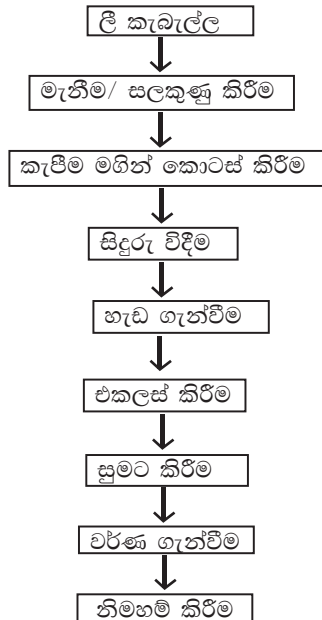 ලී කැබැල්ල
මැනීම/ සලකුණු කිරීම
කැපීම මගින් කොටස් කිරීම
සිදුරු විදීම
හැඩ ගැන්වීම
එකලස් කිරීම
සුමට කිරීම
වර්ණ ගැන්වීම
නිමහම් කිරීම